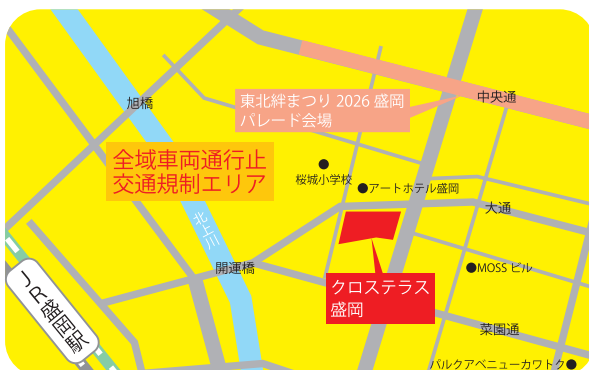 旭橋
中央通
東北絆まつり 2026 盛岡
パレード会場
全域車両通行止
交通規制エリア
桜城小学校
アートホテル盛岡
大通
北上川
開運橋
MOSS ビル
クロステラス
盛岡
JR盛岡駅
菜園通
パルクアベニューカワトク